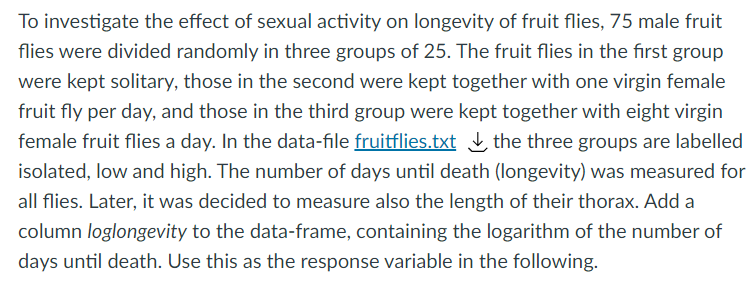 To investigate the effect of sexual activity on longevity of fruit flies, 75 male fruit
flies were divided randomly in three groups of 25. The fruit flies in the first group
were kept solitary, those in the second were kept together with one virgin female
fruit fly per day, and those in the third group were kept together with eight virgin
female fruit flies a day. In the data-file fruitflies.txt the three groups are labelled
isolated, low and high. The number of days until death (longevity) was measured for
all flies. Later, it was decided to measure also the length of their thorax. Add a
column loglongevity to the data-frame, containing the logarithm of the number of
days until death. Use this as the response variable in the following.